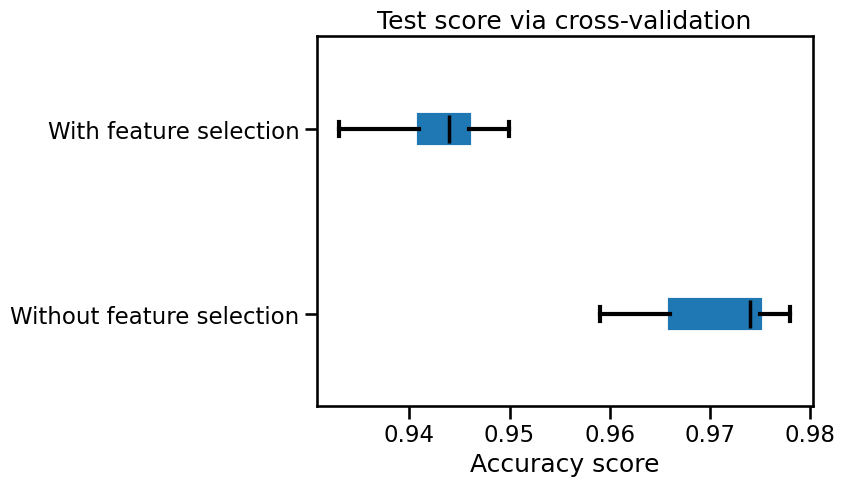 Test score via cross-validation
With feature selection
Without feature selection
0.94 0.95 0.96 0.97 0.98
Accuracy score